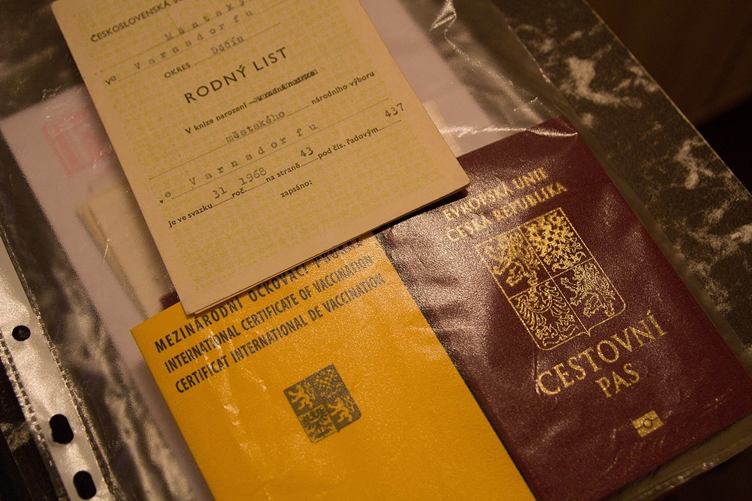 ČESKOSLOVENSKÁ
Městský
ve Varnsdorfu
OKRES Děčín
RODNÝ LIST
V knize narození
městského národního výboru
ve Varnsdorfu
Je ve svazku 31 roč. 1968 na straně 43 pod čís. řadovým 437
zapsáno:
MEZINÁRODNÍ OČKOVACÍ
INTERNATIONAL CERTIFICATE OF VACCINATION
CERTIFICAT INTERNATIONAL DE VACCINATION
EVROPSKÁ UNIE
ČESKÁ REPUBLIKA
CESTOVNÍ
PAS